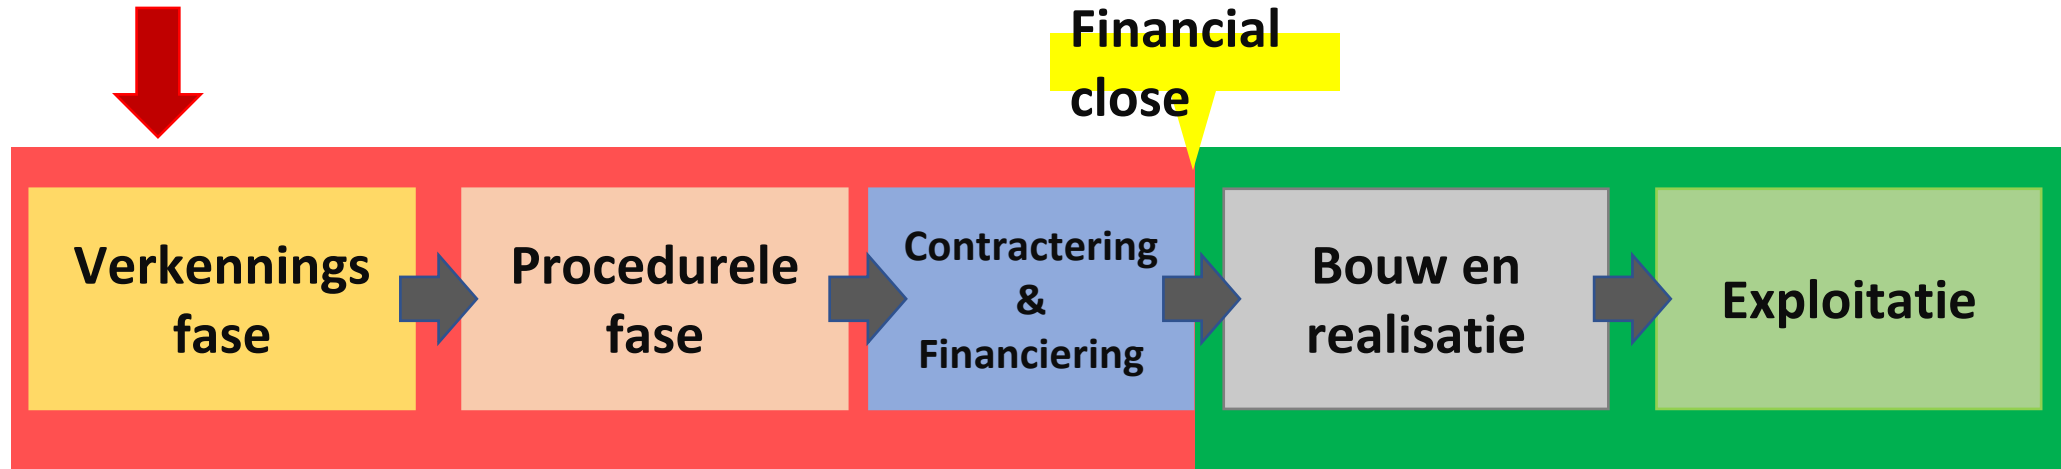 Financial
close
Verkennings
fase
Procedurele
fase
Contractering
&
Financiering
Bouw en
realisatie
Exploitatie